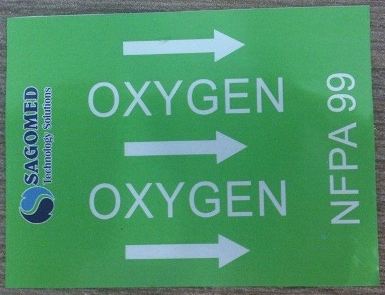 SAGOMED
Technology Solutions
OXYGEN
OXYGEN
NFPA 99